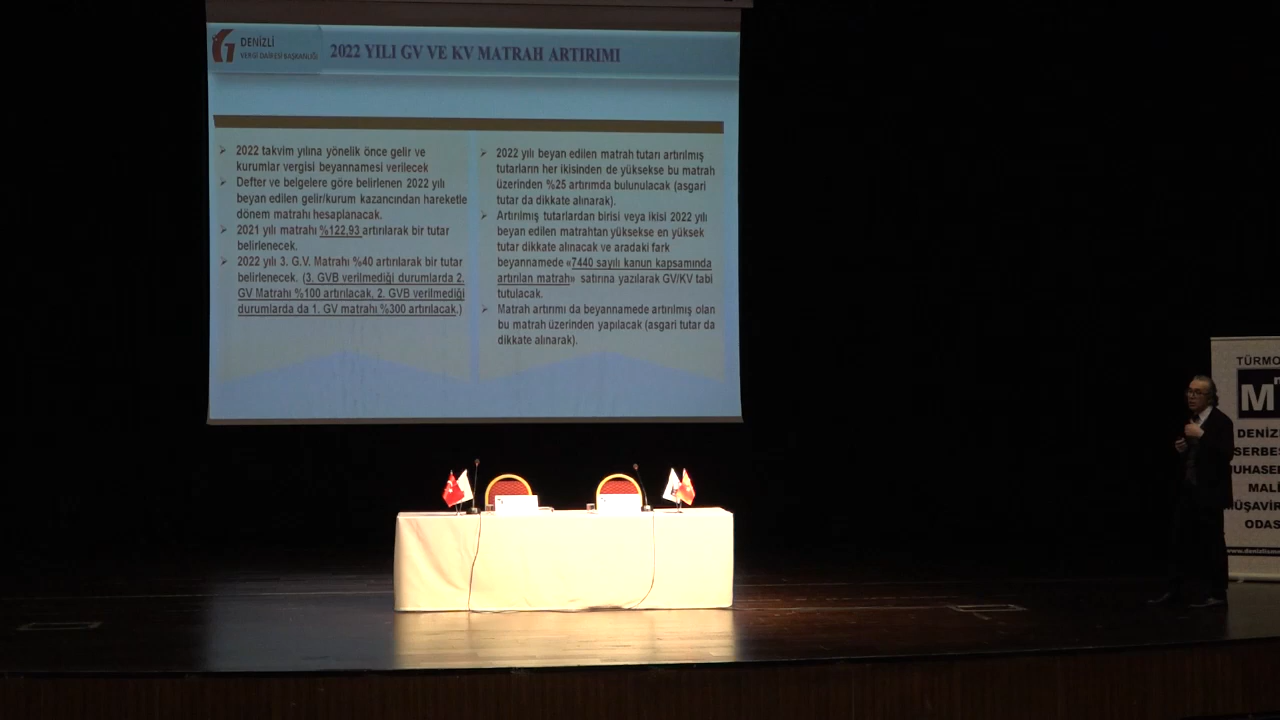 DENİZLİ
VERGİ DAİRESİ BAŞKANLIĞI
2022 YILI GV VE KV MATRAH ARTIRIMI
➢ 2022 takvim yılına yönelik önce gelir ve
kurumlar vergisi beyannamesi verilecek
➢ Defter ve belgelere göre belirlenen 2022 yılı
beyan edilen gelir/kurum kazancından hareketle
dönem matrahı hesaplanacak.
➢ 2021 yılı matrahı %122,93 artırılarak bir tutar
belirlenecek.
➢ 2022 yılı 3. G.V. Matrahı %40 artırılarak bir tutar
belirlenecek. (3. GVB verilmediği durumlarda 2.
GV Matrahı %100 artırılacak, 2. GVB verilmediği
durumlarda da 1. GV matrahı %300 artırılacak.)
➢ 2022 yılı beyan edilen matrah tutarı artırılmış
tutarların her ikisinden de yüksekse bu matrah
üzerinden %25 artırımda bulunulacak (asgari
tutar da dikkate alınarak).
➢ Artırılmış tutarlardan birisi veya ikisi 2022 yılı
beyan edilen matrahtan yüksekse en yüksek
tutar dikkate alınacak ve aradaki fark
beyannamede «7440 sayılı kanun kapsamında
artırılan matrah» satırına yazılarak GV/KV tabi
tutulacak.
➢ Matrah artırımı da beyannamede artırılmış olan
bu matrah üzerinden yapılacak (asgari tutar da
dikkate alınarak).
TÜRMO
M
DENİZ
SERBES
MUHASE
MALİ
MÜŞAVİR
ODAS
www.denizlism